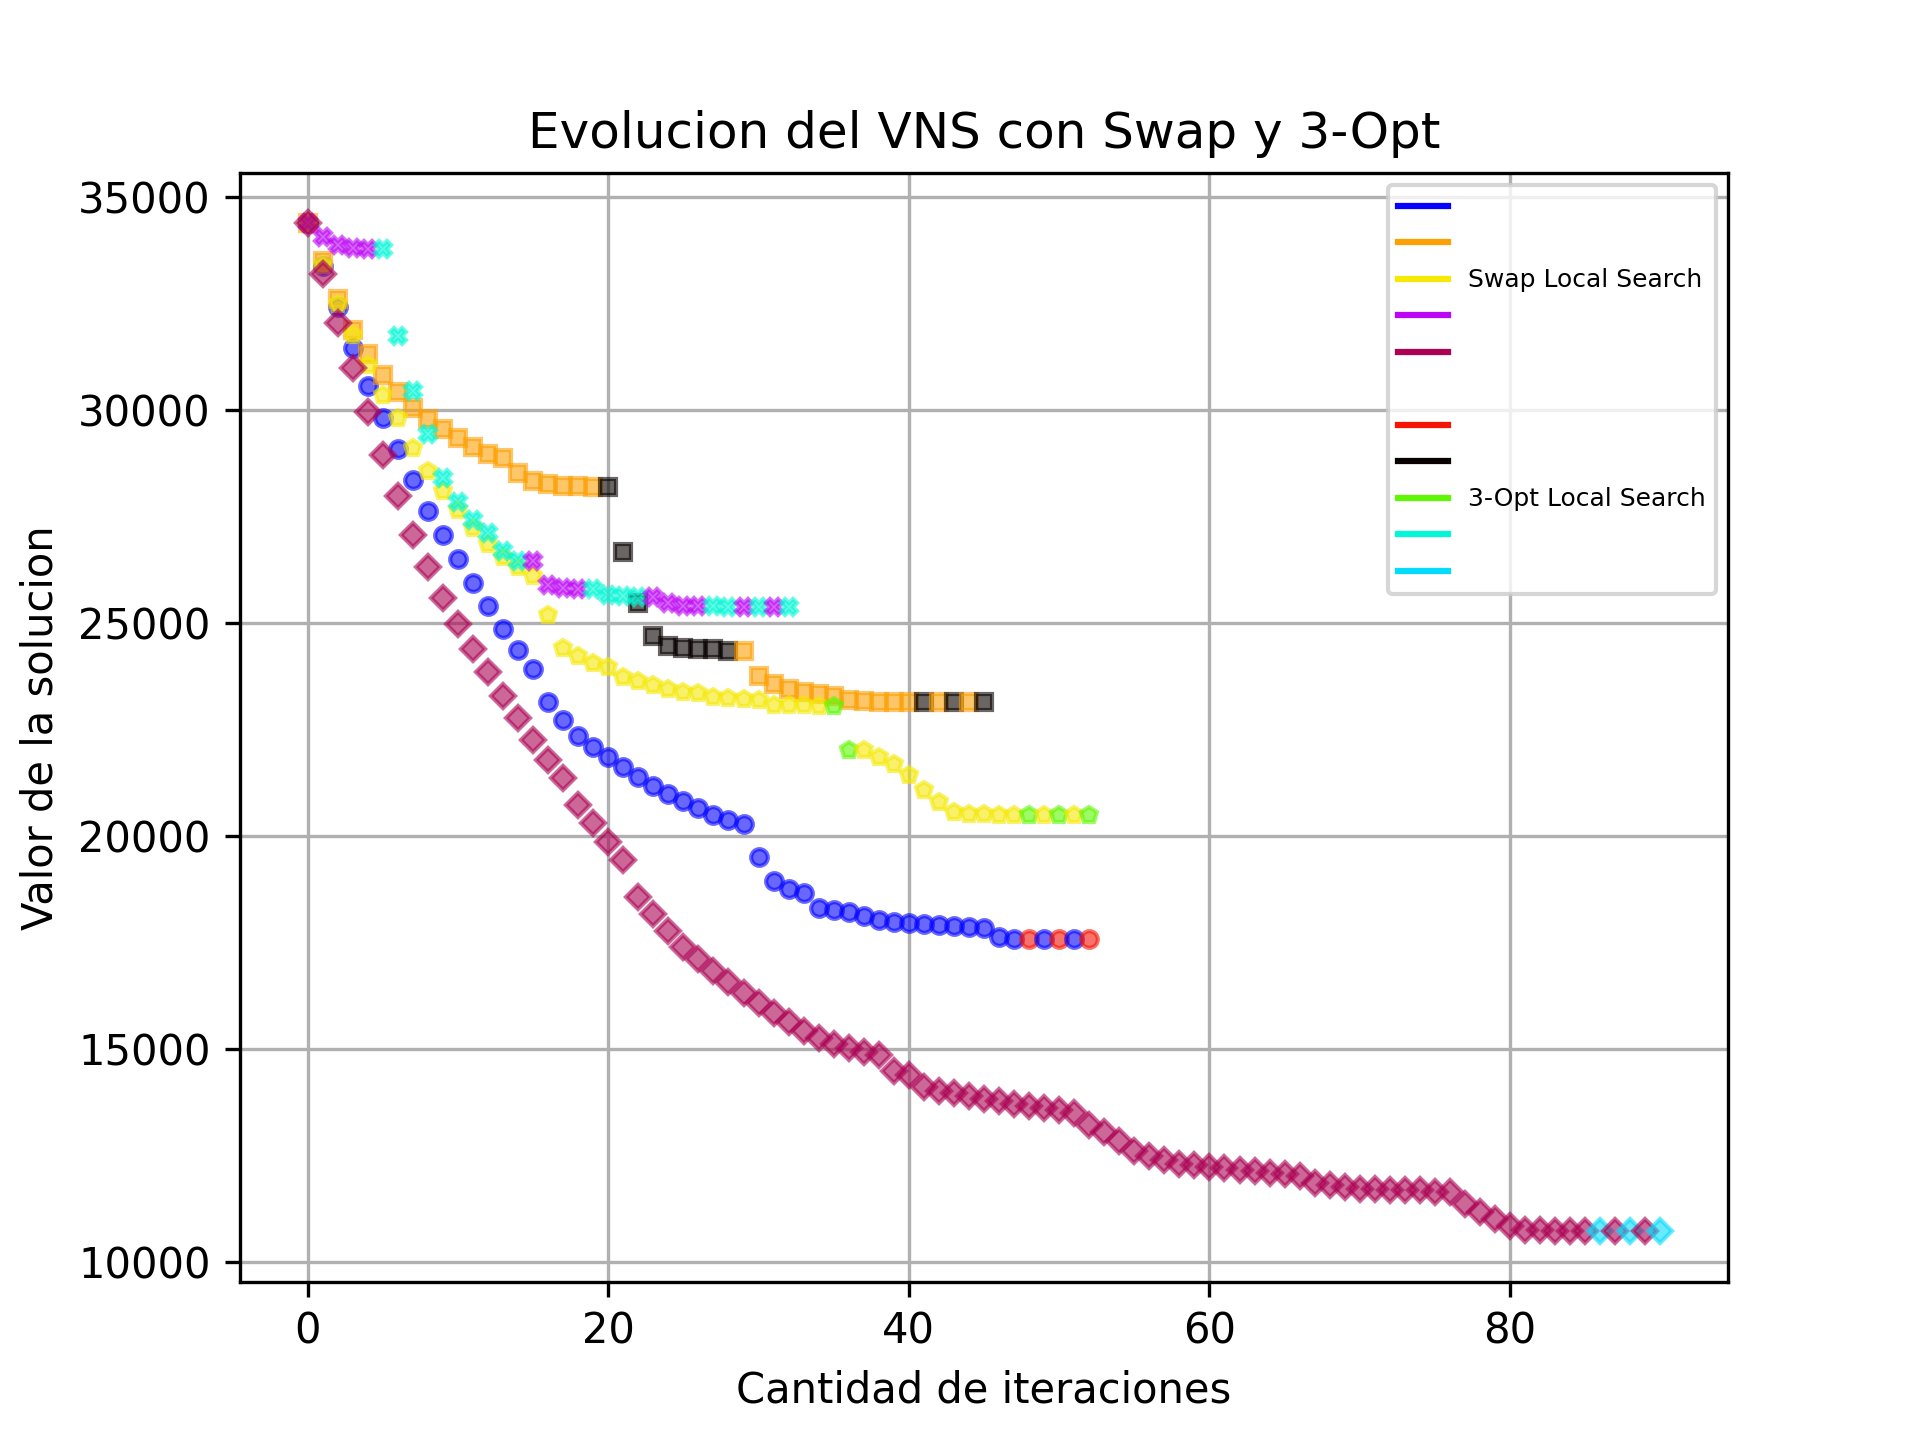 Evolucion del VNS con Swap y 3-Opt
35000
30000
25000
20000
15000
10000
Valor de la solucion
Swap Local Search
3-Opt Local Search
0 20 40 60 80
Cantidad de iteraciones